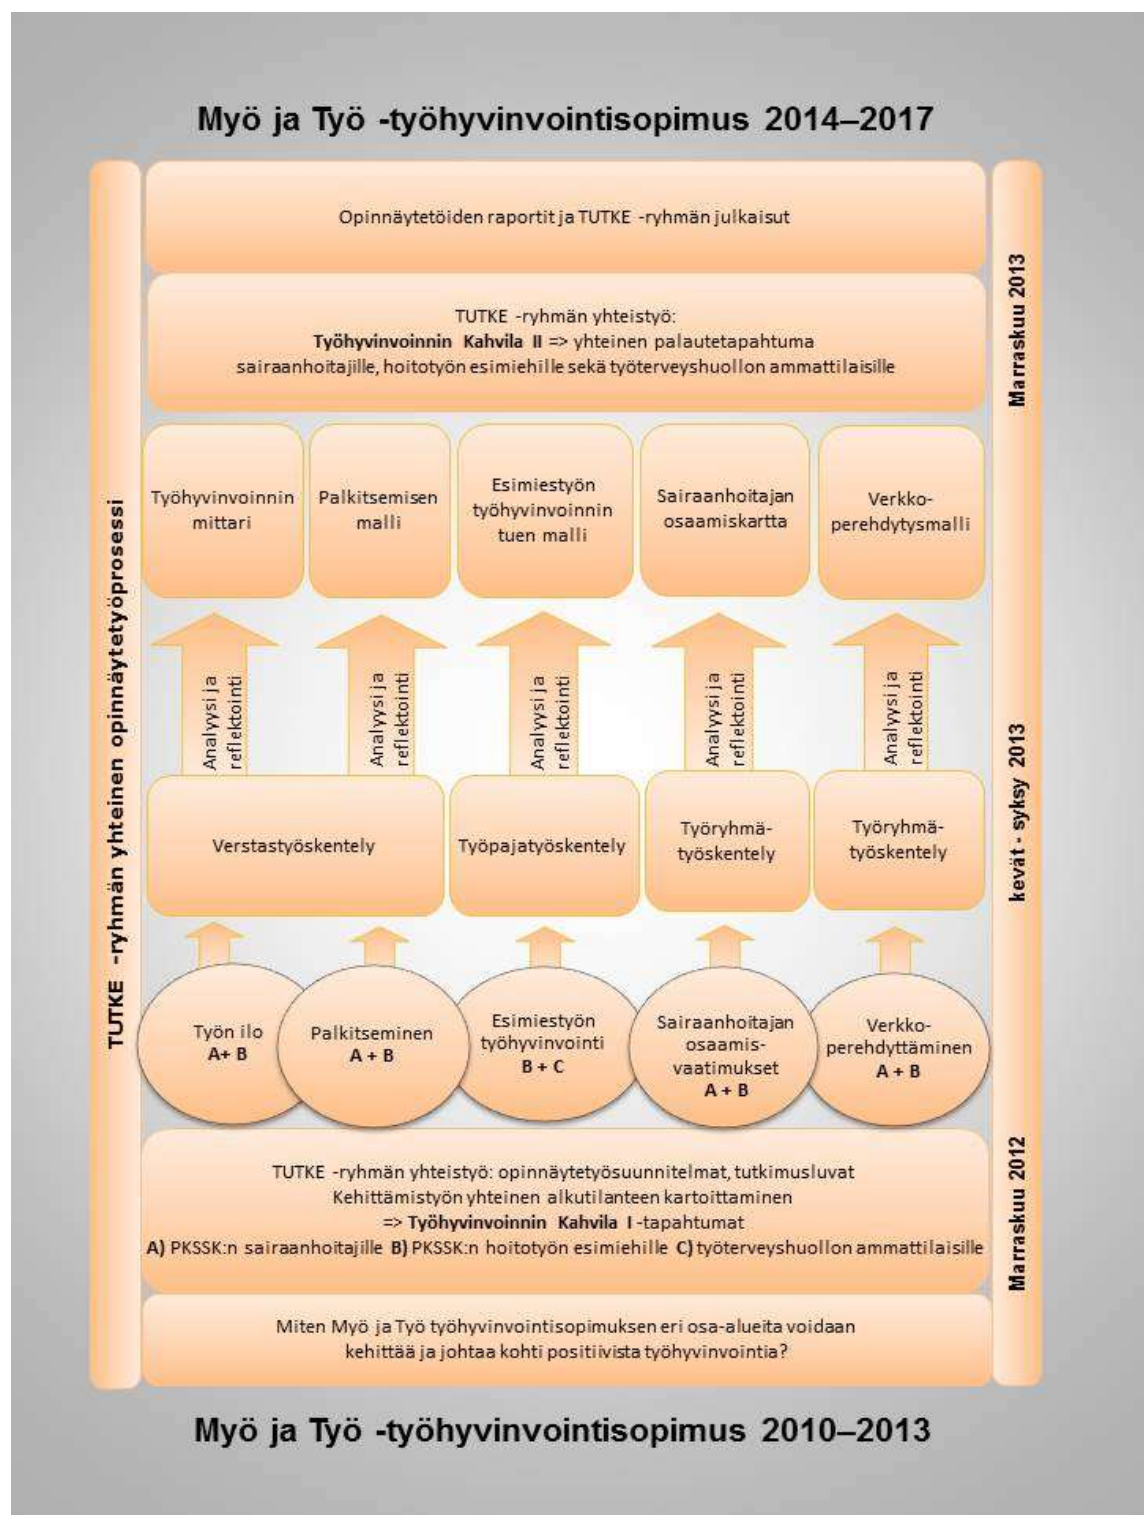 Myö ja Työ -työhyvinvointisopimus 2014–2017
Opinnäytetöiden raportit ja TUTKE -ryhmän julkaisut
TUTKE -ryhmän yhteistyö:
Työhyvinvoinnin Kahvila II => yhteinen palautetapahtuma
sairaanhoitajille, hoitotyön esimiehille sekä työterveyshuollon ammattilaisille
Marraskuu 2013
Työhyvinvoinnin
mittari
Palkitsemisen
malli
Esimiestyön
työhyvinvoinnin
tuen malli
Sairaanhoitajan
osaamiskartta
Verkko-
perehdytysmalli
TUTKE -ryhmän yhteinen opinnäytetyöprosessi
Analyysi ja
reflektointi
Analyysi ja
reflektointi
Analyysi ja
reflektointi
Analyysi ja
reflektointi
Analyysi ja
reflektointi
kevät - syksy 2013
Verstastyöskentely
Työpajatyöskentely
Työryhmä-
työskentely
Työryhmä-
työskentely
Työn ilo
A+ B
Palkitseminen
A + B
Esimiestyön
työhyvinvointi
B + C
Sairaanhoitajan
osaamis-
vaatimukset
A + B
Verkko-
perehdyttäminen
A + B
Marraskuu 2012
TUTKE -ryhmän yhteistyö: opinnäytetyösuunnitelmat, tutkimusluvat
Kehittämistyön yhteinen alkutilanteen kartoittaminen
=> Työhyvinvoinnin Kahvila I -tapahtumat
A) PKSSK:n sairaanhoitajille B) PKSSK:n hoitotyön esimiehille C) työterveyshuollon ammattilaisille
Miten Myö ja Työ työhyvinvointisopimuksen eri osa-alueita voidaan
kehittää ja johtaa kohti positiivista työhyvinvointia?
Myö ja Työ -työhyvinvointisopimus 2010–2013